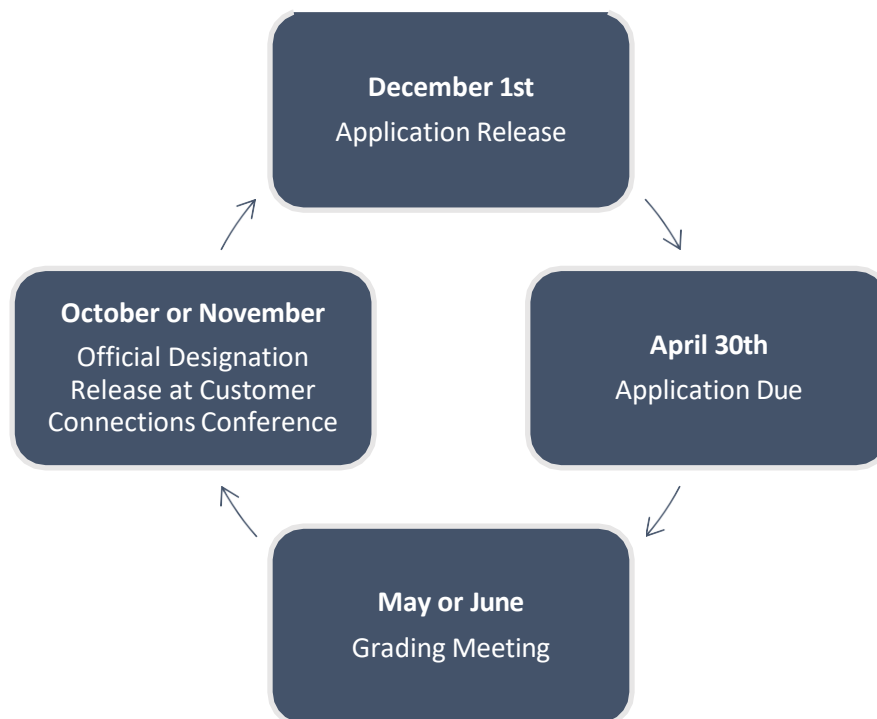 December 1st
Application Release
April 30th
Application Due
May or June
Grading Meeting
October or November
Official Designation
Release at Customer
Connections Conference